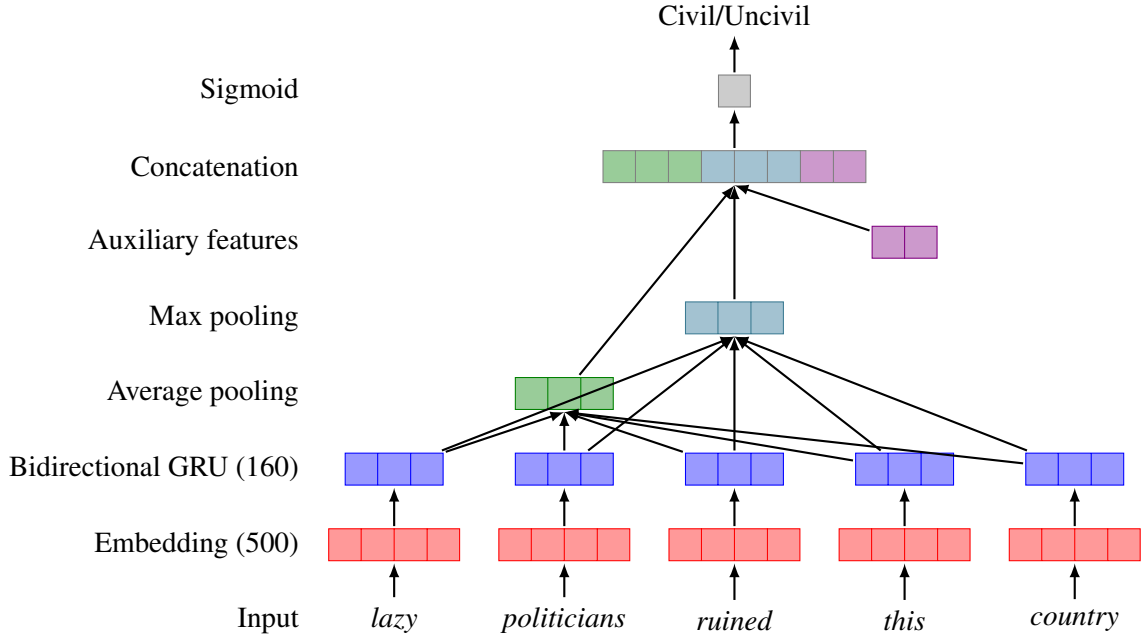 Civil/Uncivil
Sigmoid
Concatenation
Auxiliary features
Max pooling
Average pooling
Bidirectional GRU (160)
Embedding (500)
Input lazy politicians ruined this country